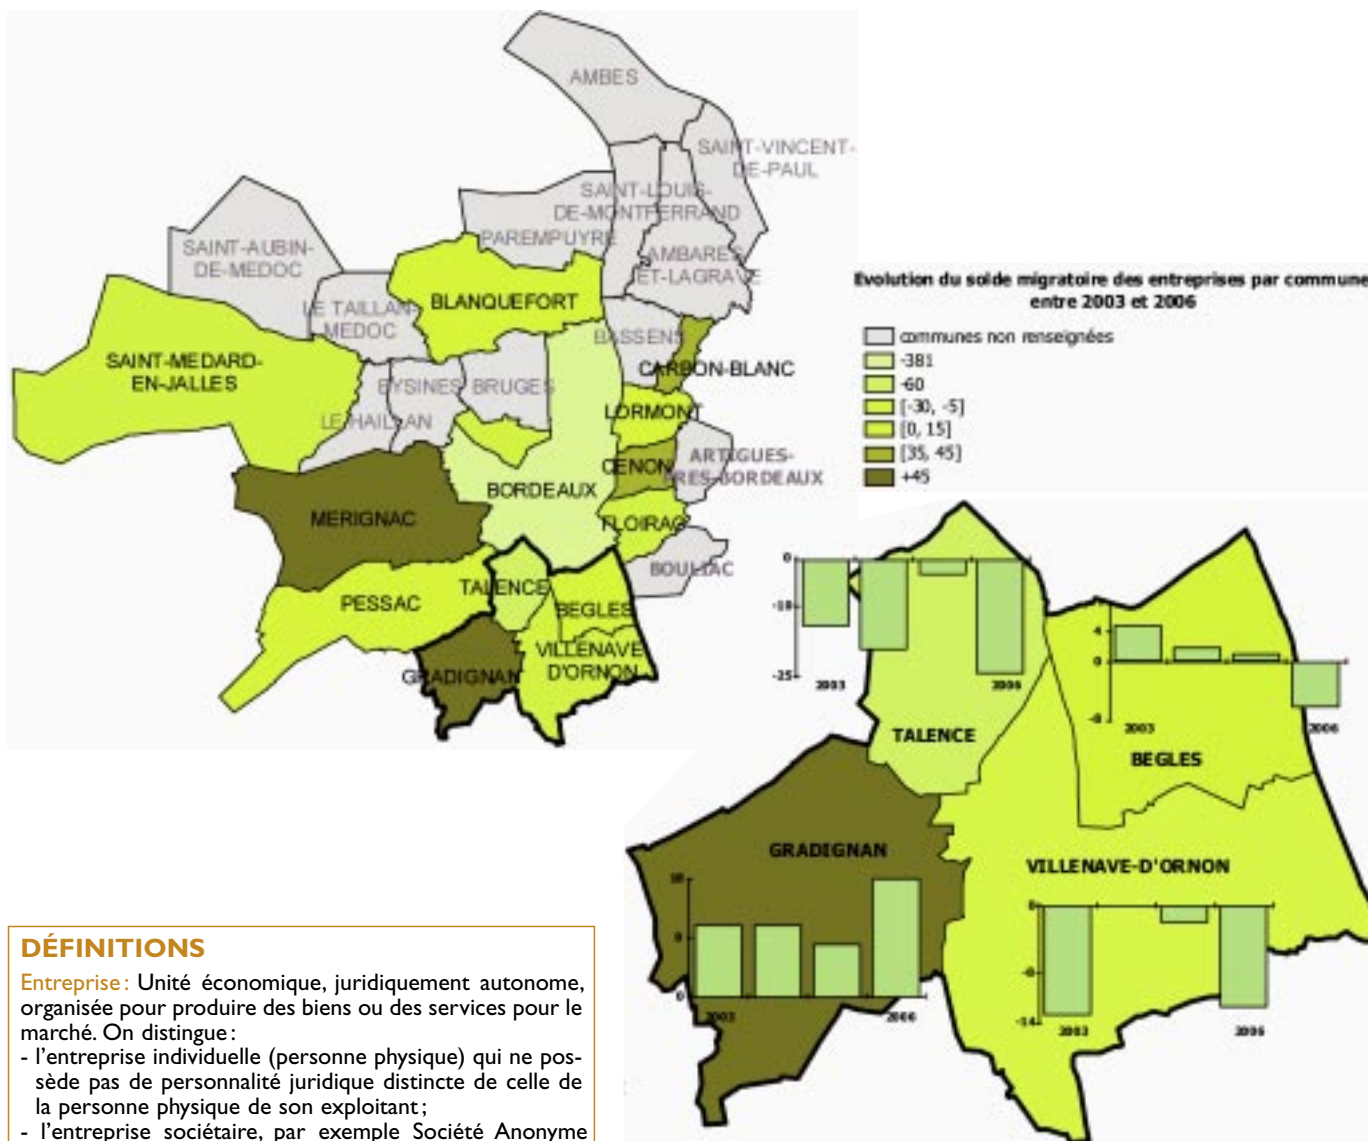 AMBES
SAINT-VINCENT-
DE-PAUL
SAINT-LOUIS-
DE-MONTFERRAND
PAREMPUYRE
SAINT-AUBIN-
DE-MEDOC
AMBARES
ET-LAGRAVE
LE TAILLAN-
MEDOC
BLANQUEFORT
BASSENS
CARBON-BLANC
SAINT-MEDARD-
EN-JALLES
EYSINES
BRUGES
LE HAILLAN
LORMONT
ARTIGUES-
PRES-BORDEAUX
CENON
BORDEAUX
MERIGNAC
FLOIRAC
BOULIAC
TALENCE
PESSAC
BEGLES
VILLENAVE
D'ORNON
GRADIGNAN
Evolution du solde migratoire des entreprises par commune
entre 2003 et 2006
communes non renseignées
-381
-60
[-30, -5]
[0, 15]
[35, 45]
+45
0
-25
2003
2006
TALENCE
4
0
-8
2003
2006
BEGLES
GRADIGNAN
0
2003
2006
VILLENAVE-D'ORNON
0
-14
2003
2006
DÉFINITIONS
Entreprise : Unité économique, juridiquement autonome,
organisée pour produire des biens ou des services pour le
marché. On distingue :
- l'entreprise individuelle (personne physique) qui ne pos-
sède pas de personnalité juridique distincte de celle de
la personne physique de son exploitant ;
- l'entreprise sociétaire, par exemple Société Anonyme